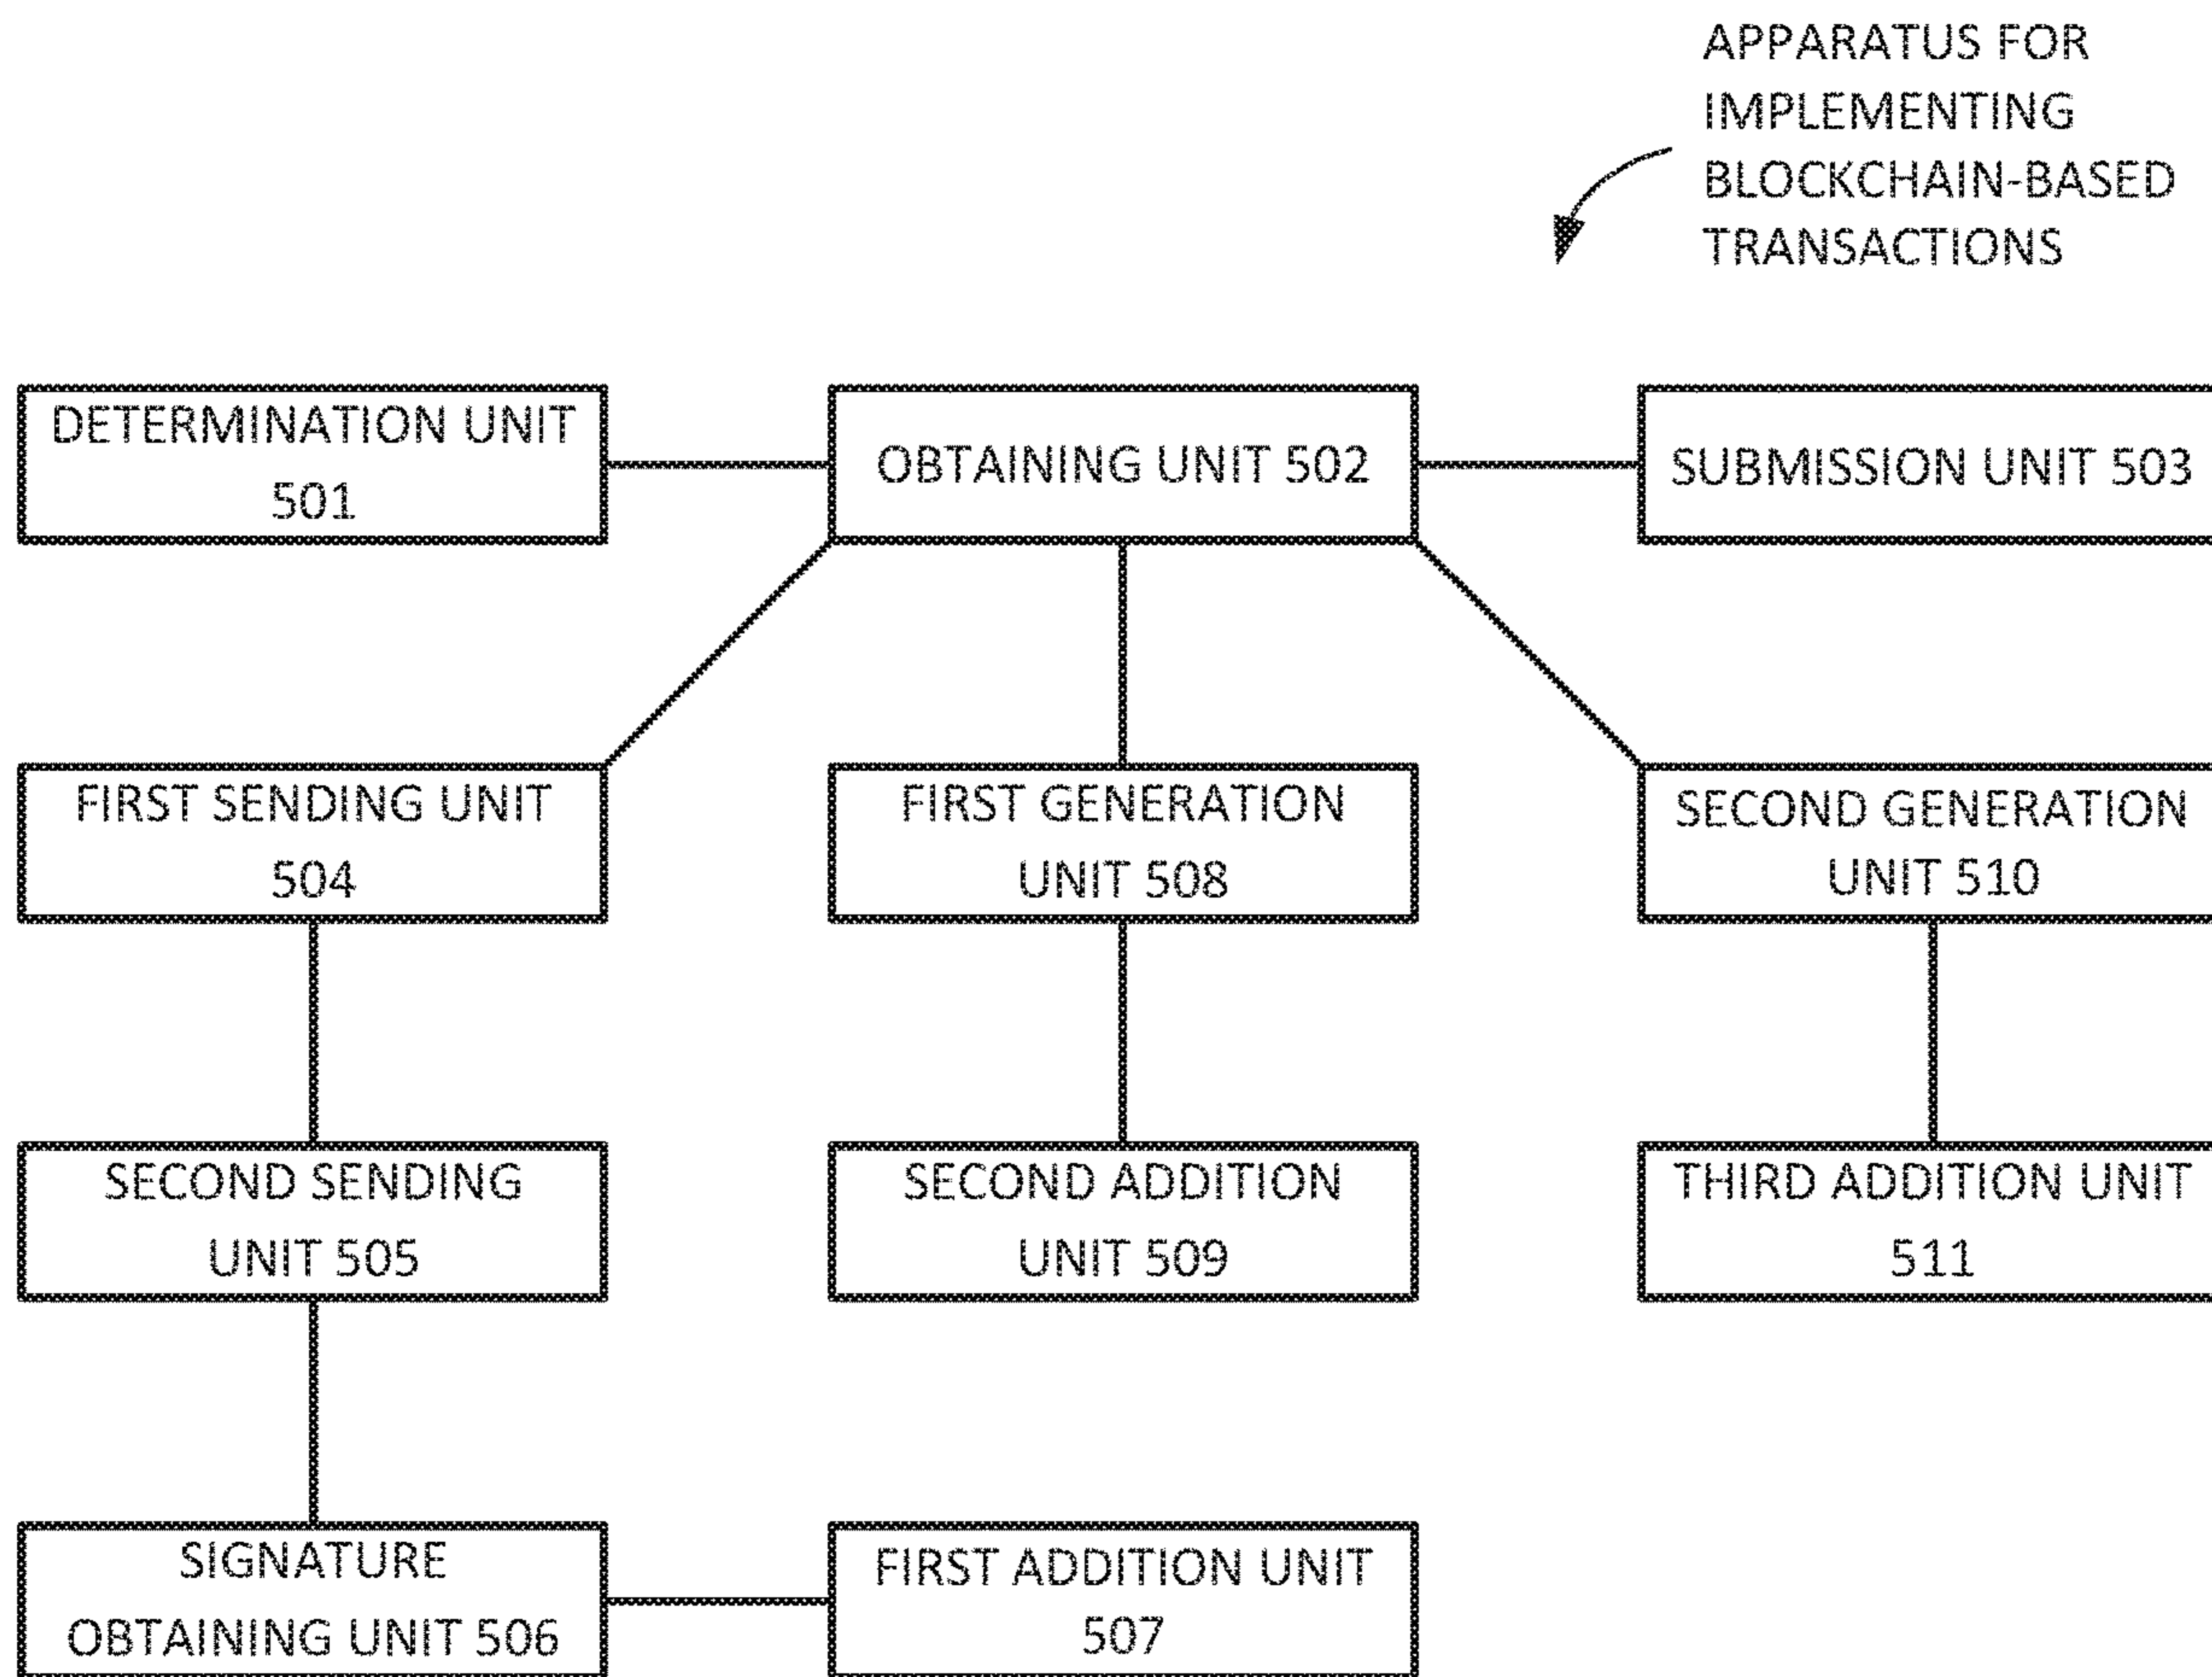 APPARATUS FOR
IMPLEMENTING
BLOCKCHAIN-BASED
TRANSACTIONS
DETERMINATION UNIT
501
OBTAINING UNIT 502
SUBMISSION UNIT 503
FIRST SENDING UNIT
504
FIRST GENERATION
UNIT 508
SECOND GENERATION
UNIT 510
SECOND SENDING
UNIT 505
SECOND ADDITION
UNIT 509
THIRD ADDITION UNIT
511
SIGNATURE
OBTAINING UNIT 506
FIRST ADDITION UNIT
507